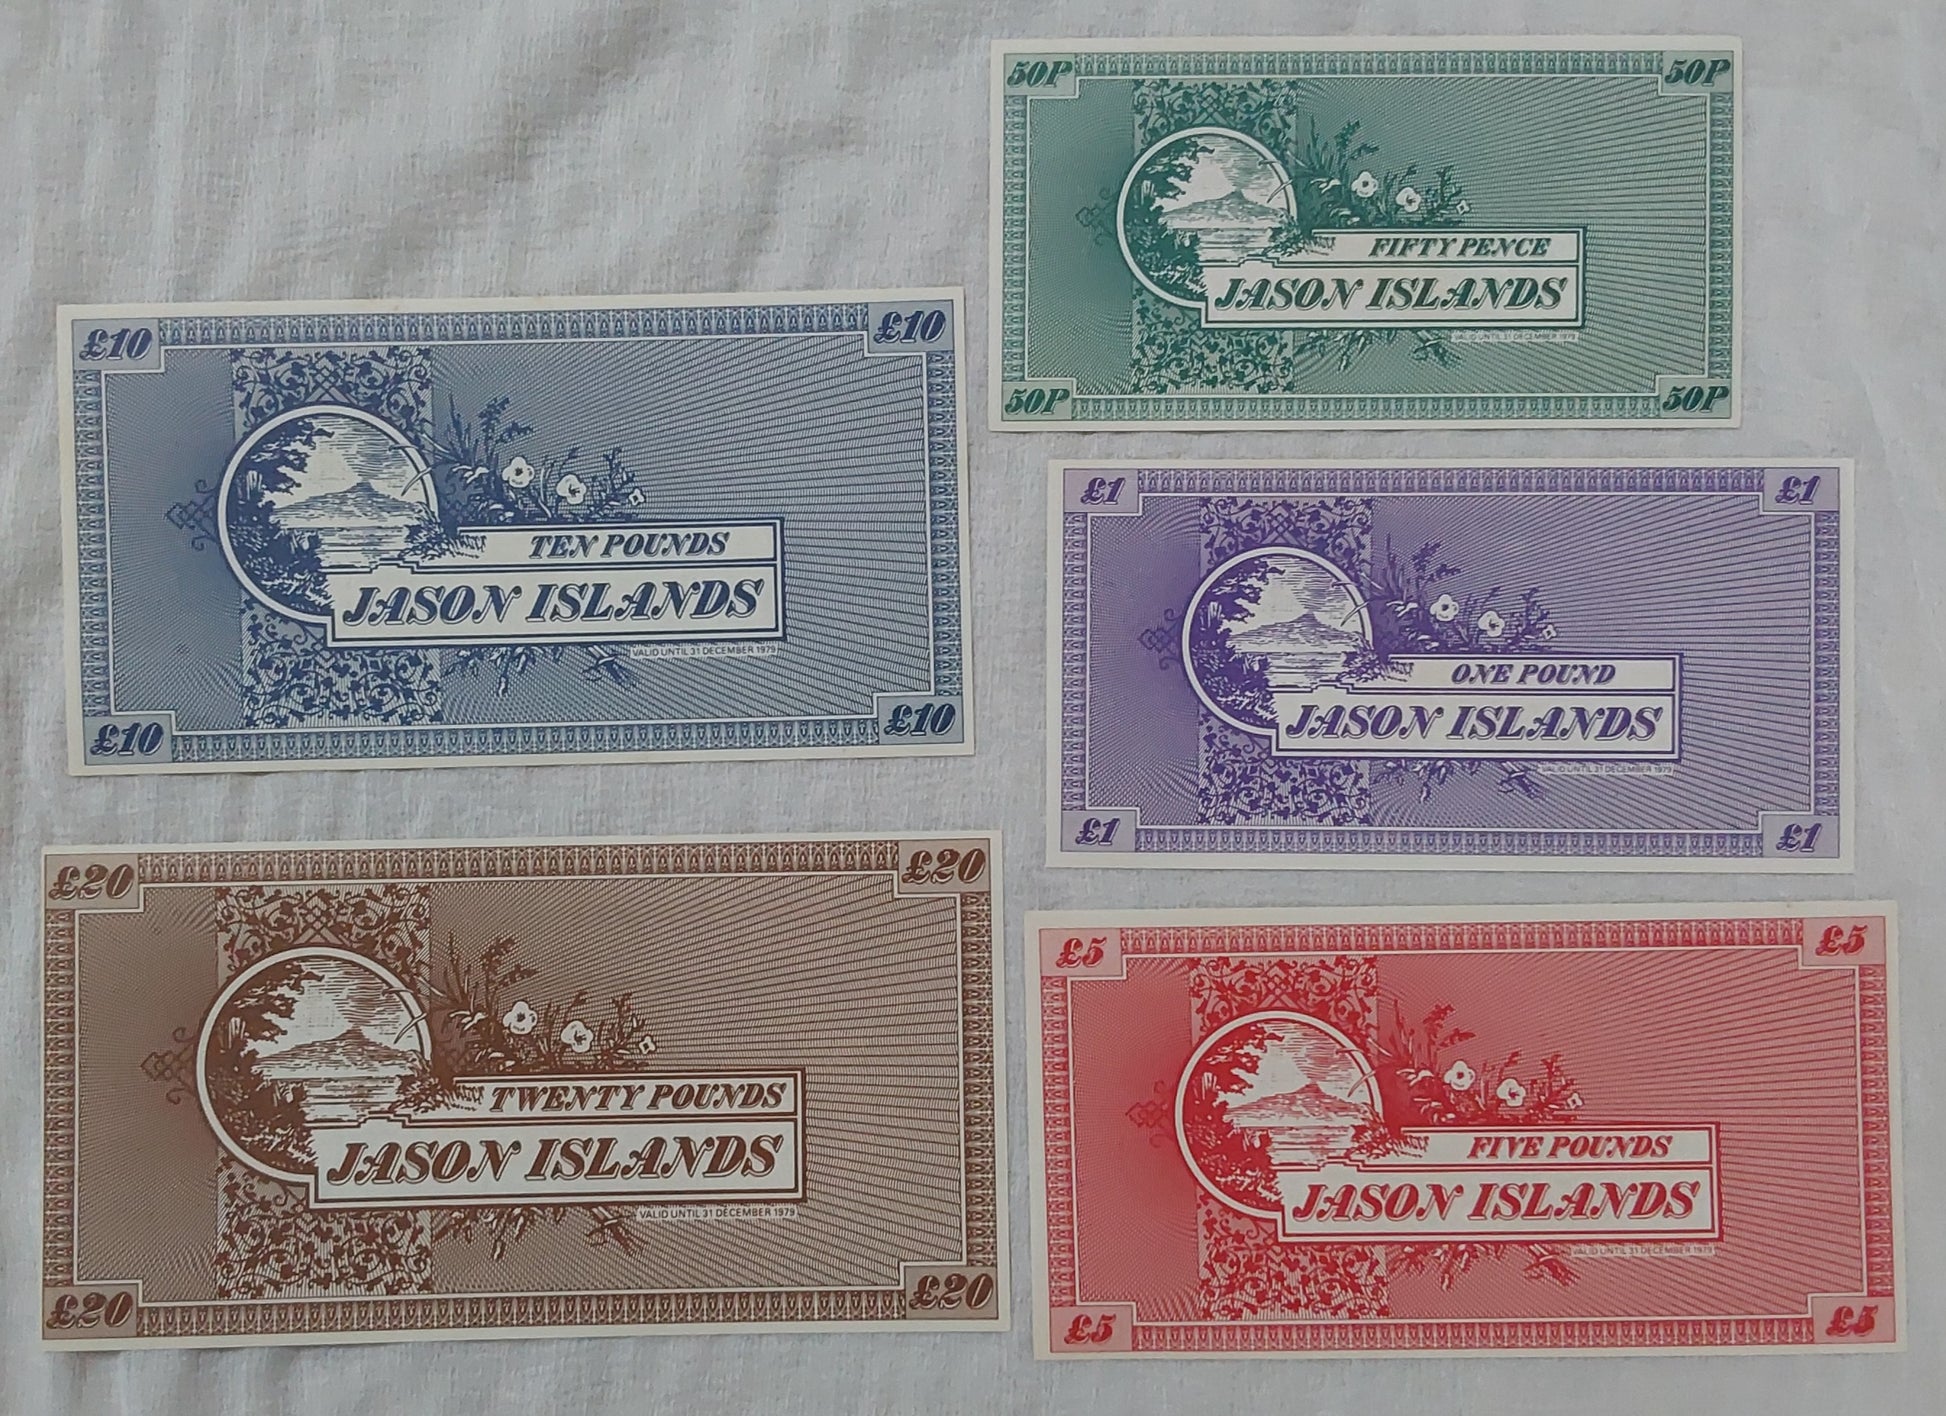 50P 50P
FIFTY PENCE
JASON ISLANDS
VALID UNTIL 31 DECEMBER 1979
50P 50P
£10 £10
TEN POUNDS
JASON ISLANDS
VALID UNTIL 31 DECEMBER 1979
£10 £10
£1 £1
ONE POUND
JASON ISLANDS
VALID UNTIL 31 DECEMBER 1979
£1 £1
£20 £20
TWENTY POUNDS
JASON ISLANDS
VALID UNTIL 31 DECEMBER 1979
£20 £20
£5 £5
FIVE POUNDS
JASON ISLANDS
VALID UNTIL 31 DECEMBER 1979
£5 £5